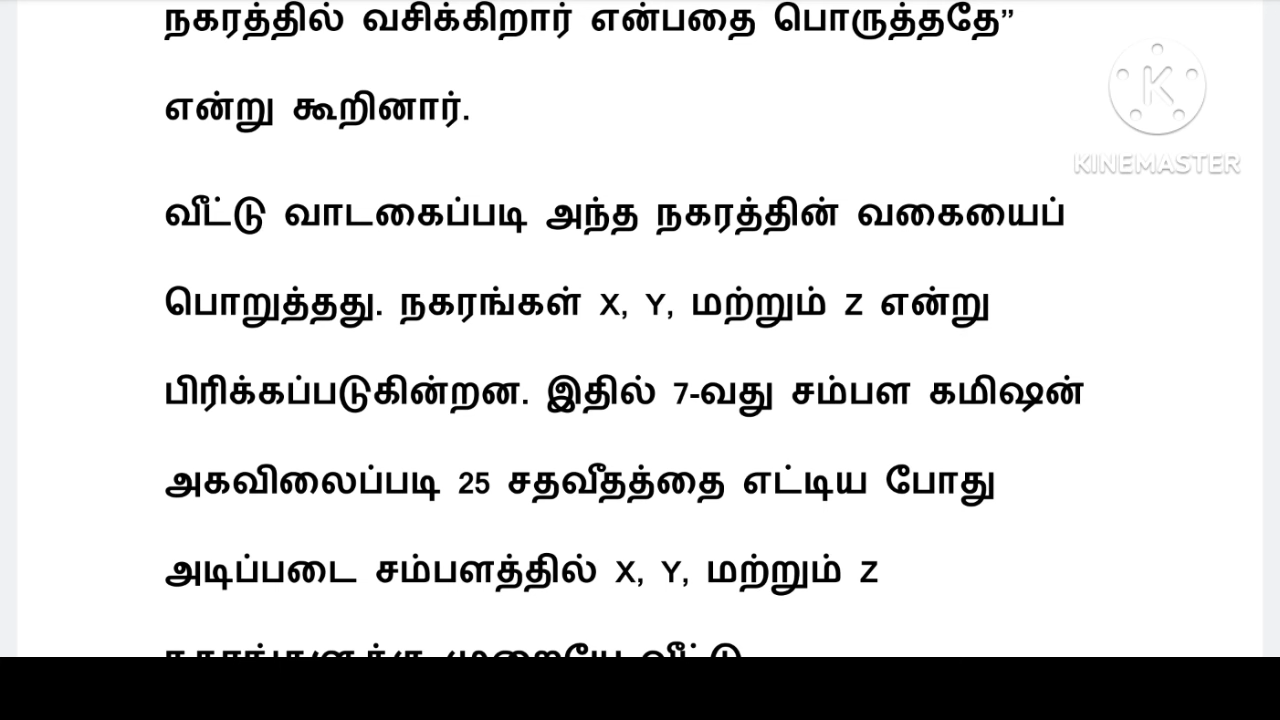 நகரத்தில் வசிக்கிறார் என்பதை பொருத்ததே”
என்று கூறினார்.
KINEMASTER
வீட்டு வாடகைப்படி அந்த நகரத்தின் வகையைப்
பொறுத்தது. நகரங்கள் X, Y, மற்றும் Z என்று
பிரிக்கப்படுகின்றன. இதில் 7-வது சம்பள கமிஷன்
அகவிலைப்படி 25 சதவீதத்தை எட்டிய போது
அடிப்படை சம்பளத்தில் X, Y, மற்றும் Z
நகரங்களுக்கு முறையே வீட்டு